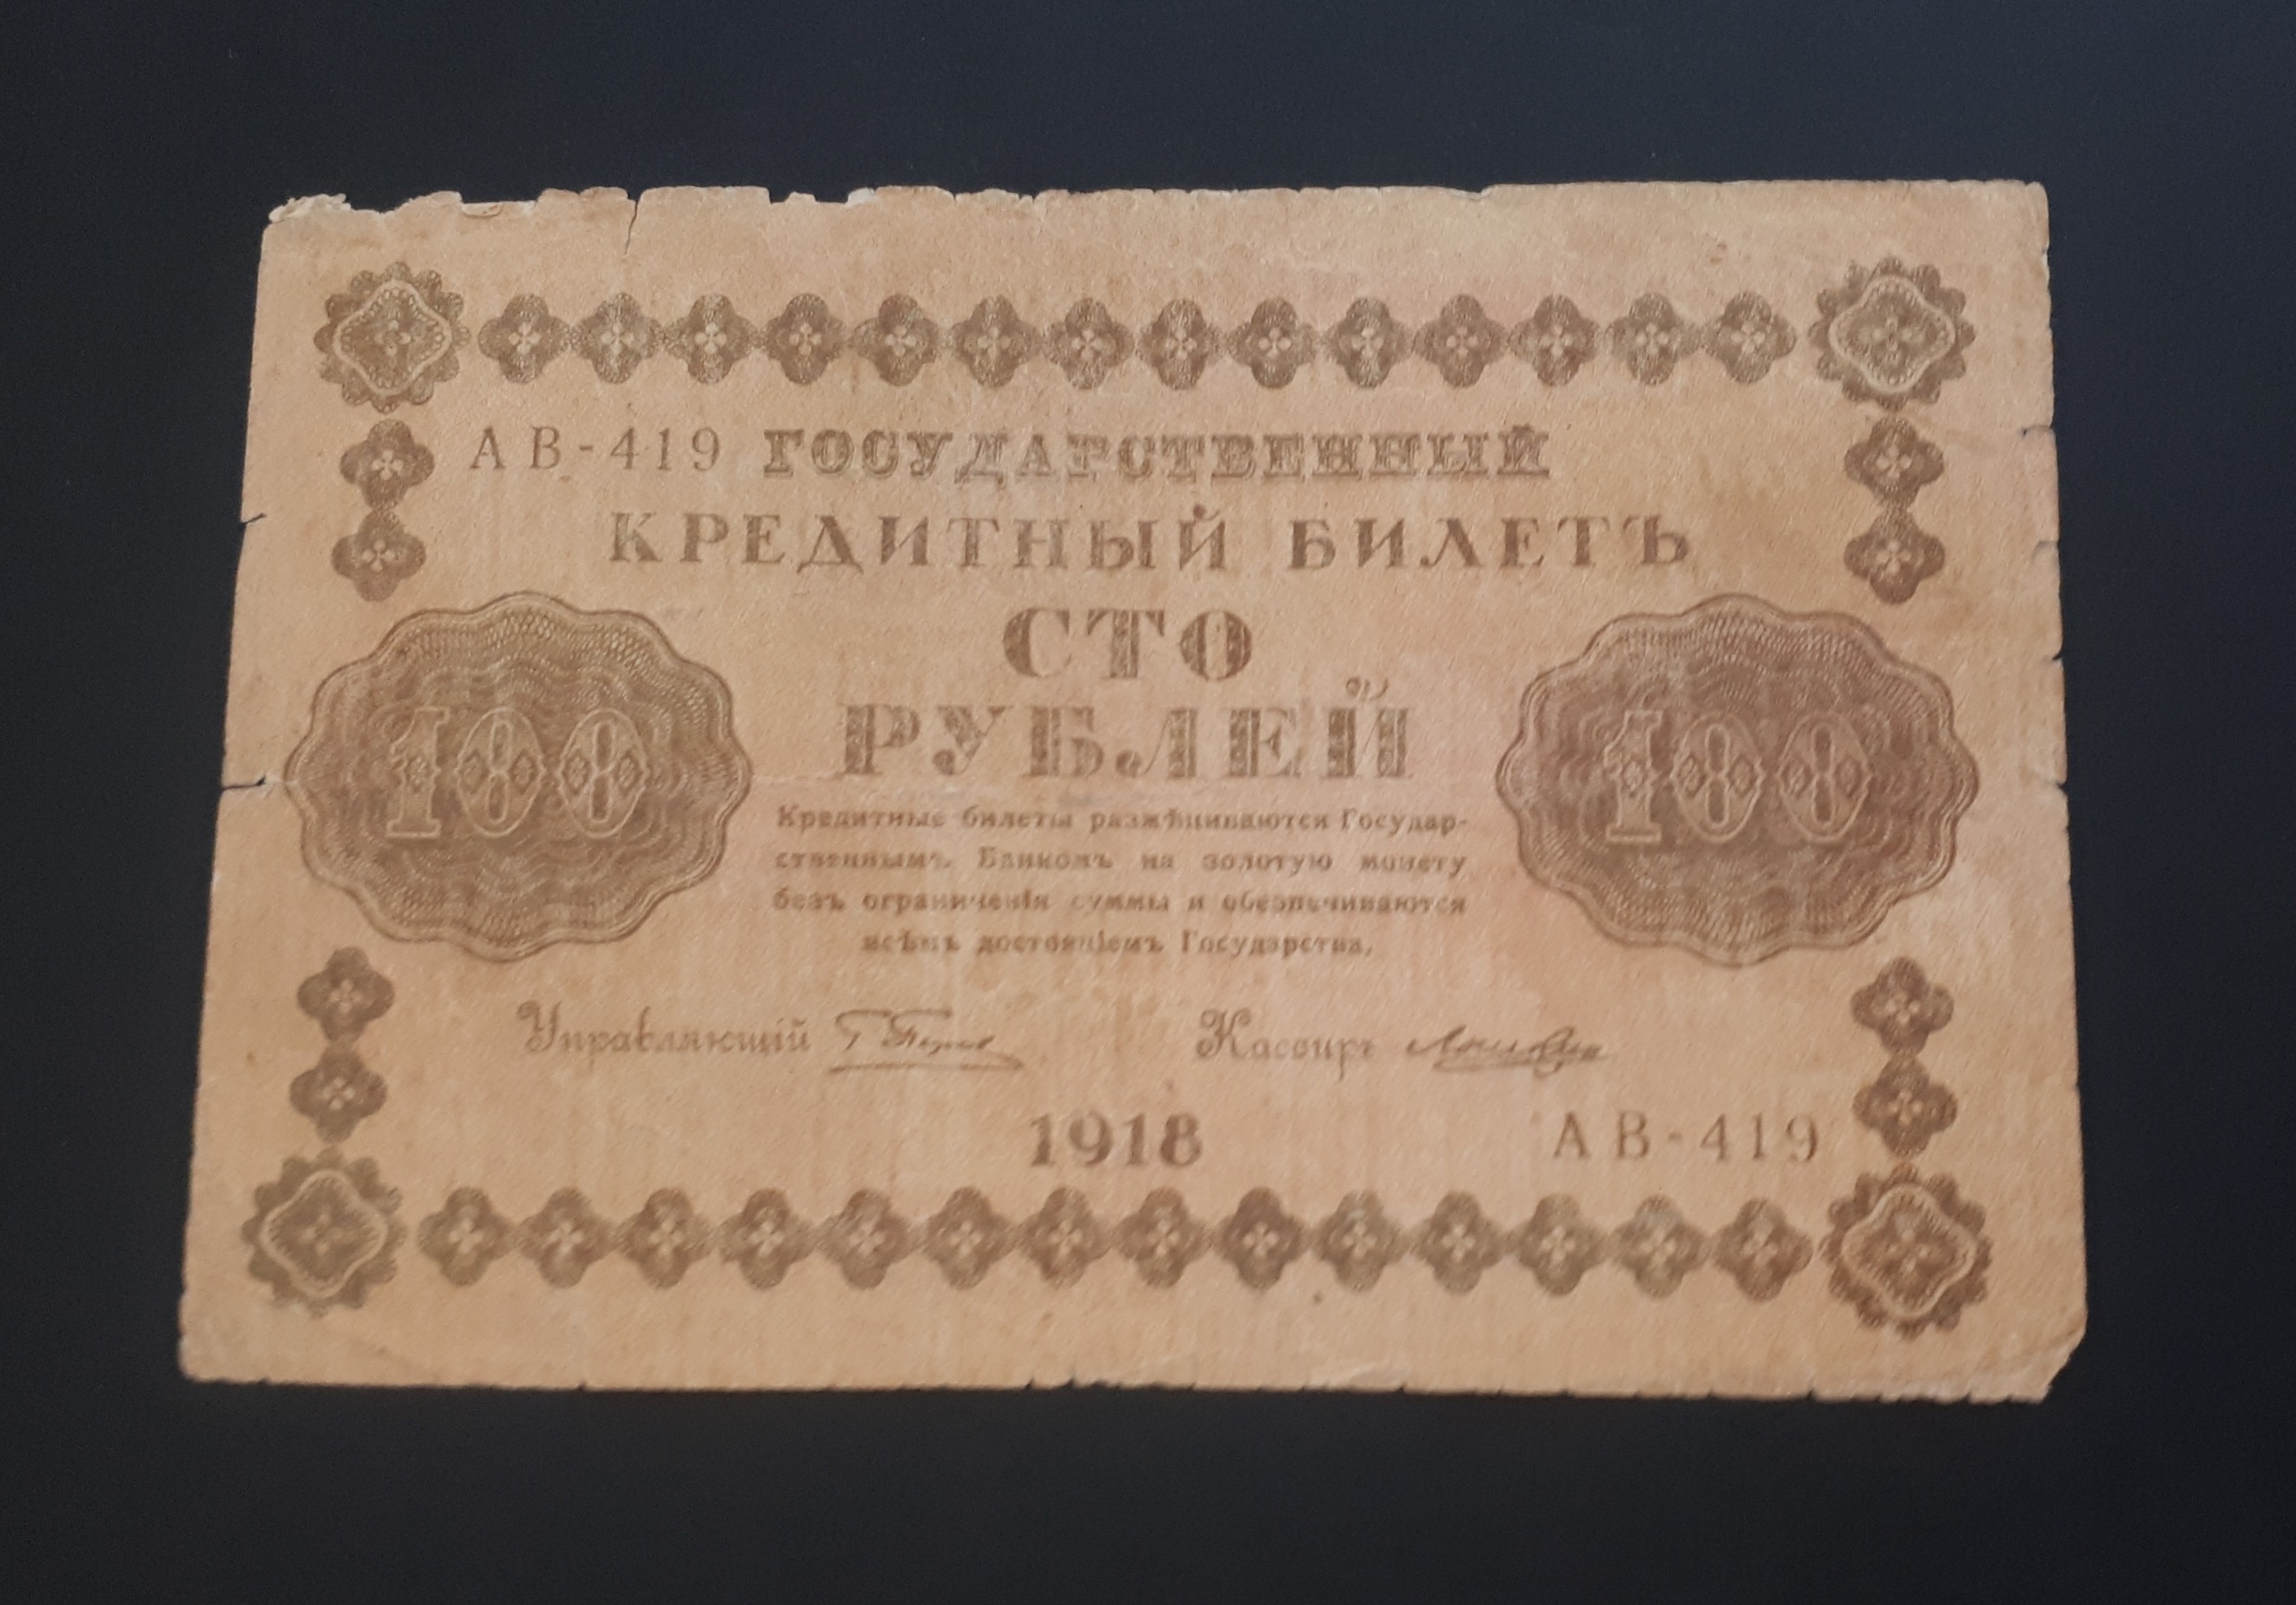 АВ-419 ГОСУДАРСТВЕННЫЙ
КРЕДИТНЫЙ БИЛЕТЪ
СТО
РУБЛЕЙ
100
100
Кредитные билеты размѣниваются Государ-
ственнымъ Банкомъ на золотую монету
безъ ограниченія суммы и обезпечиваются
всѣмъ достояніемъ Государства.
Управляющій
Кассиръ
1918
АВ-419